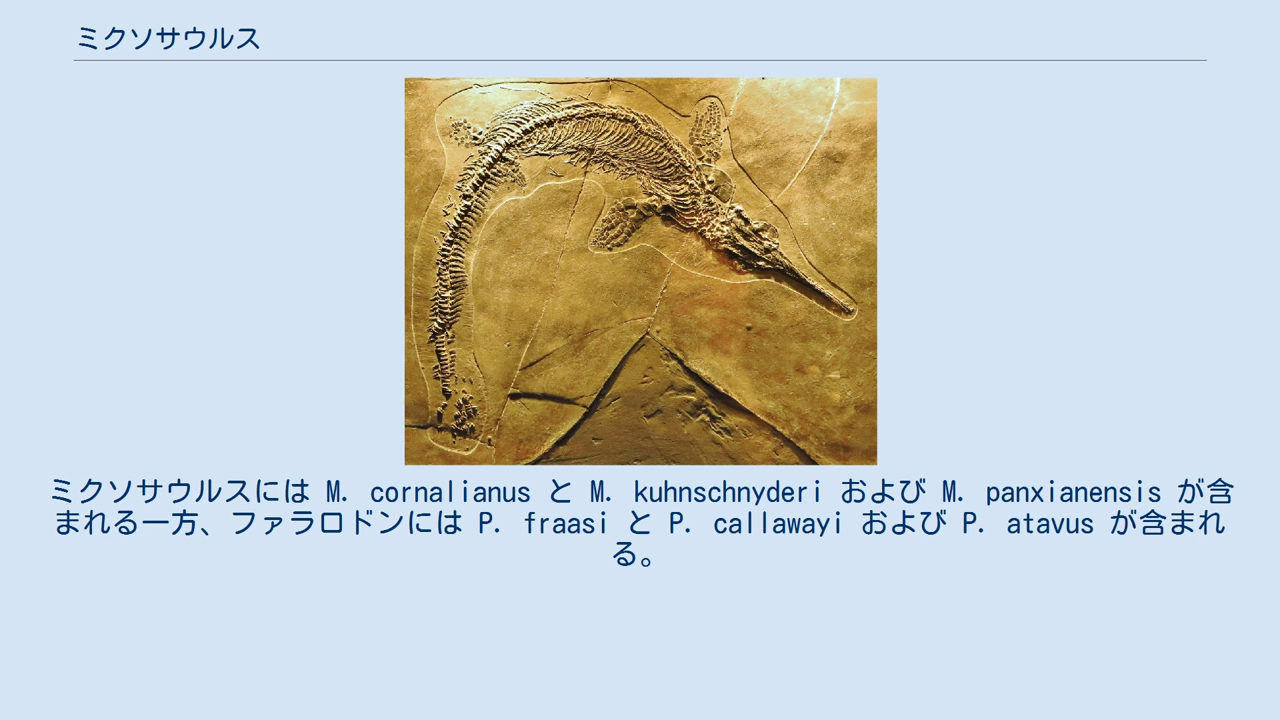 ミクソサウルス
ミクソサウルスには M. cornalianus と M. kuhnschnyderi および M. panxianensis が含
まれる一方、ファラロドンには P. fraasi と P. callawayi および P. atavus が含まれ
る。